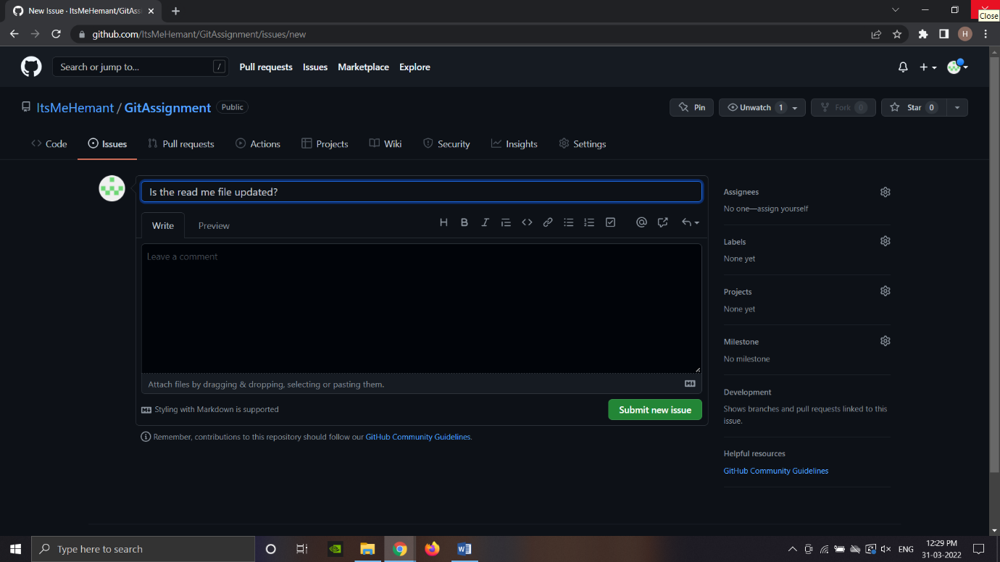 New Issue · ItsMeHemant/GitAssi
Close
github.com/ItsMeHemant/GitAssignment/issues/new
H
Search or jump to... /
Pull requests Issues Marketplace Explore
ItsMeHemant / GitAssignment Public
Pin Unwatch 1 Fork 0 Star 0
Code Issues Pull requests Actions Projects Wiki Security Insights Settings
Is the read me file updated?
Write Preview
Leave a comment
Attach files by dragging & dropping, selecting or pasting them.
Styling with Markdown is supported
Submit new issue
Remember, contributions to this repository should follow our GitHub Community Guidelines.
Assignees
No one—assign yourself
Labels
None yet
Projects
None yet
Milestone
No milestone
Development
Shows branches and pull requests linked to this
issue.
Helpful resources
GitHub Community Guidelines
Type here to search
ENG
12:29 PM
31-03-2022